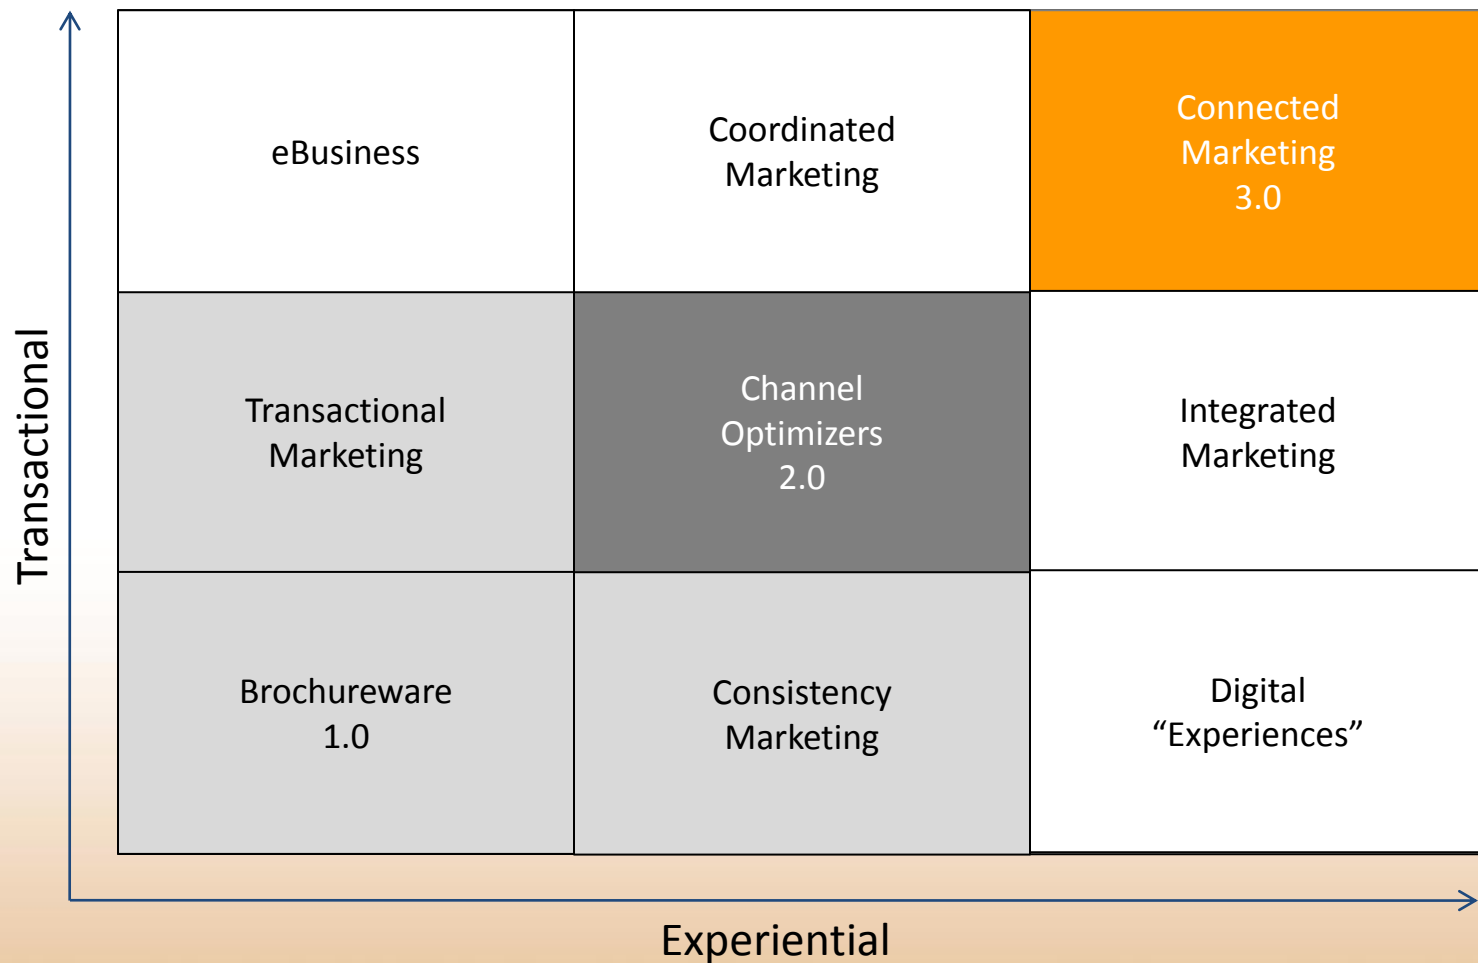 eBusiness
Coordinated
Marketing
Connected
Marketing
3.0
Transactional
Transactional
Marketing
Channel
Optimizers
2.0
Integrated
Marketing
Brochureware
1.0
Consistency
Marketing
Digital
“Experiences”
Experiential